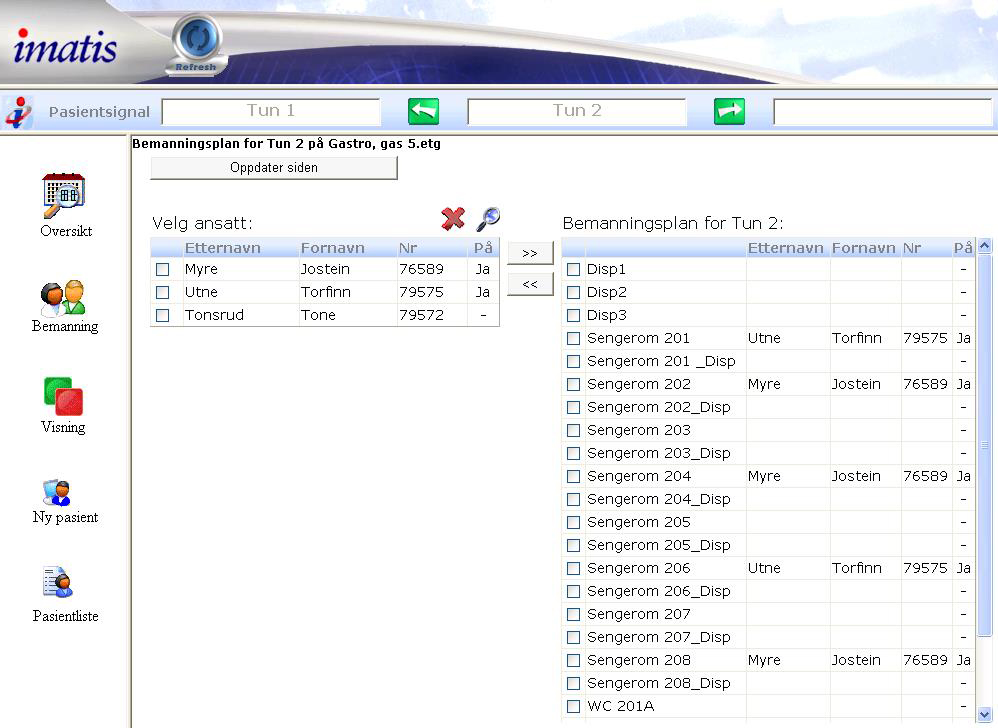 imatis
Refresh
Pasientsignal Tun 1 Tun 2
Bemanningsplan for Tun 2 på Gastro, gas 5.etg
Oppdater siden
Oversikt
Bemanning
Visning
Ny pasient
Pasientliste
Velg ansatt:
Etternavn Fornavn Nr På
Myre Jostein 76589 Ja
Utne Torfinn 79575 Ja
Tonsrud Tone 79572 -
>>
<<
Bemanningsplan for Tun 2:
Etternavn Fornavn Nr På
Disp1 -
Disp2 -
Disp3 -
Sengerom 201 Utne Torfinn 79575 Ja
Sengerom 201 _Disp -
Sengerom 202 Myre Jostein 76589 Ja
Sengerom 202_Disp -
Sengerom 203 -
Sengerom 203_Disp -
Sengerom 204 Myre Jostein 76589 Ja
Sengerom 204_Disp -
Sengerom 205 -
Sengerom 205_Disp -
Sengerom 206 Utne Torfinn 79575 Ja
Sengerom 206_Disp -
Sengerom 207 -
Sengerom 207_Disp -
Sengerom 208 Myre Jostein 76589 Ja
Sengerom 208_Disp -
WC 201A -